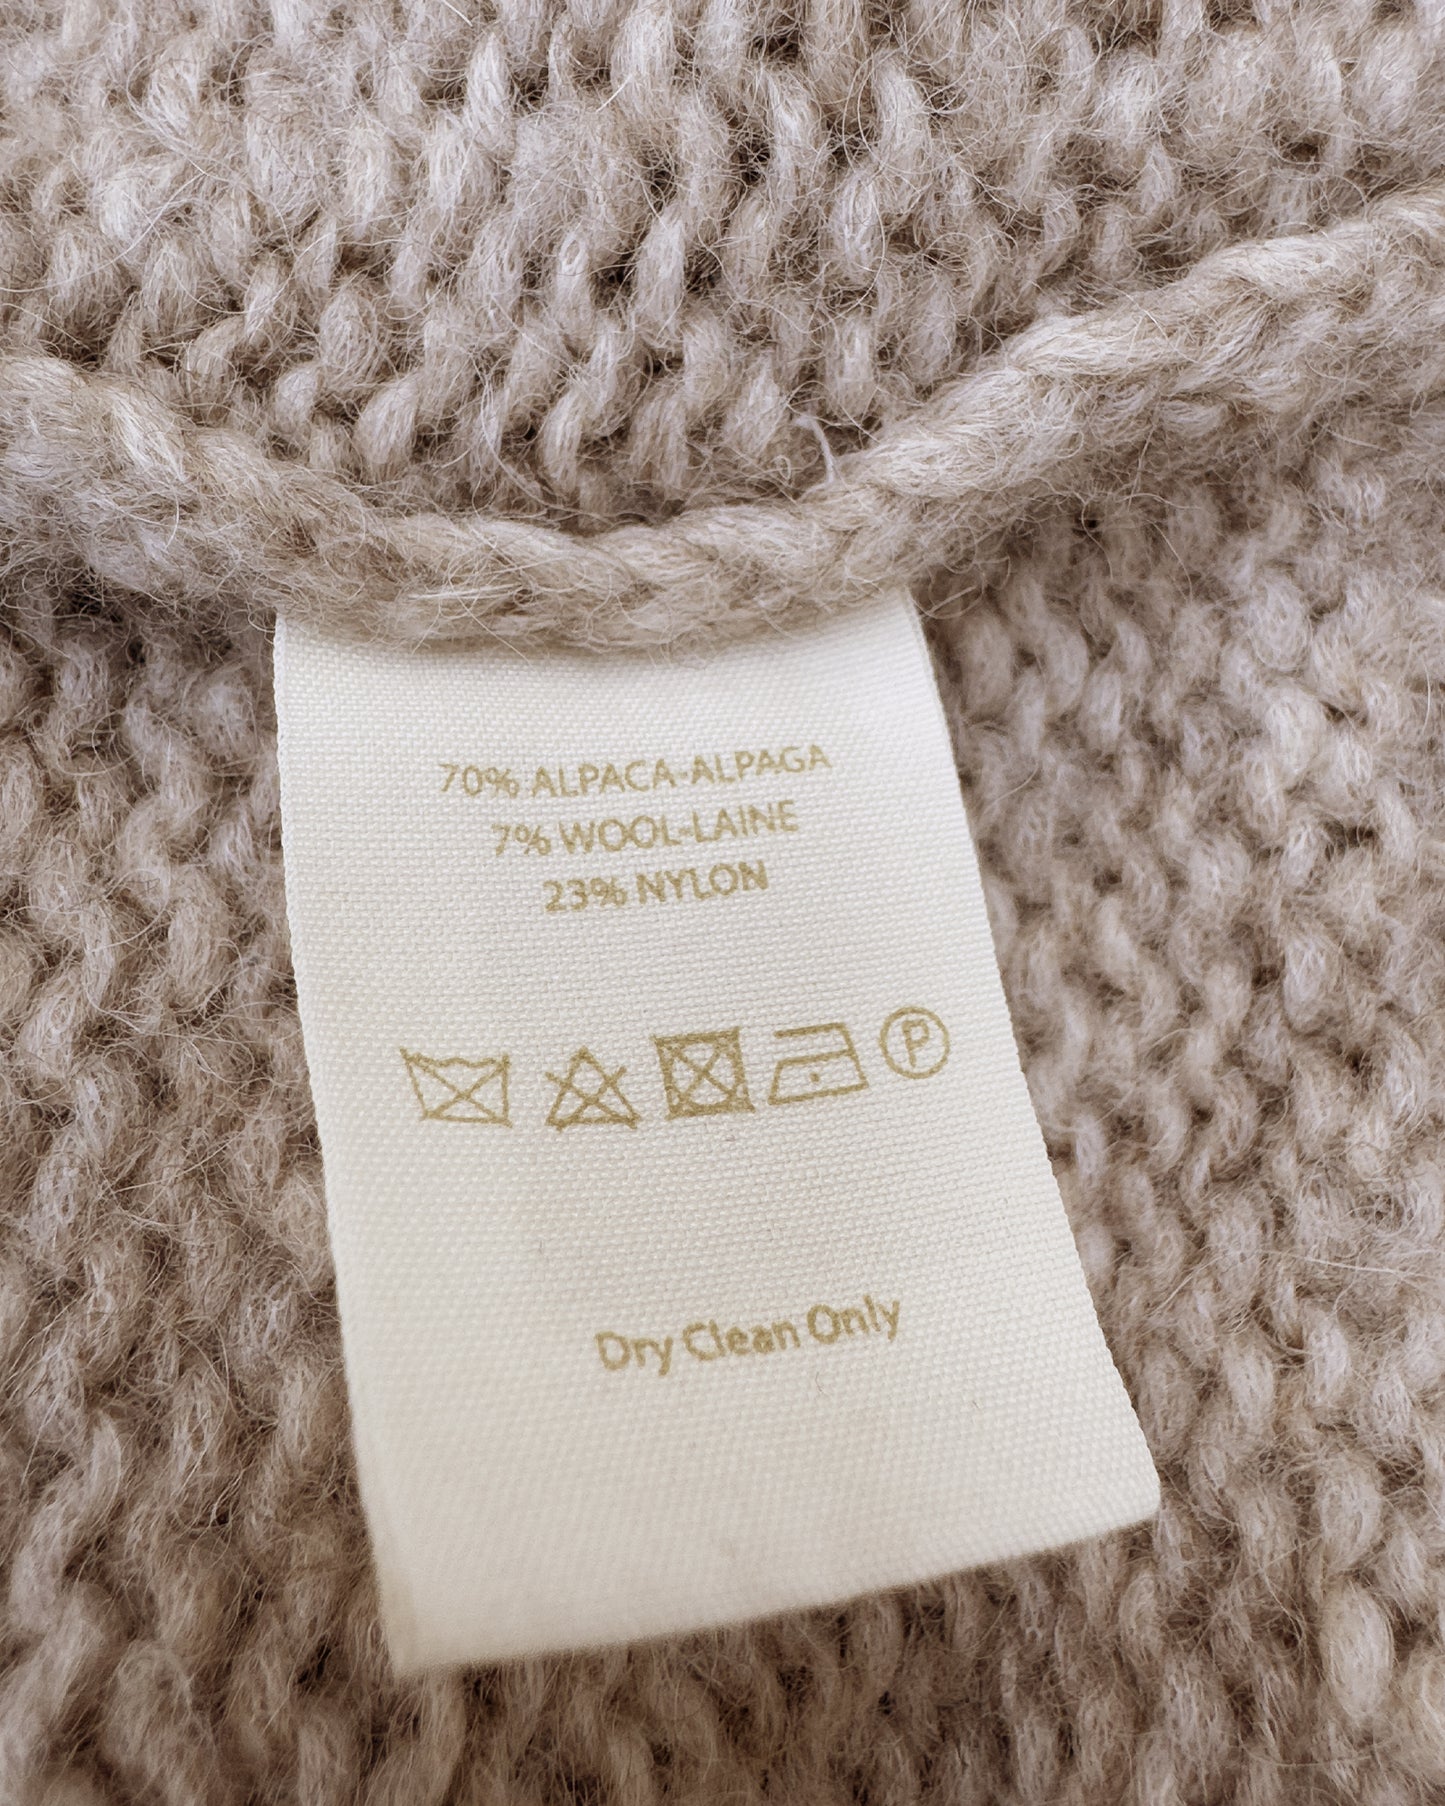 70% ALPACA-ALPAGA
7% WOOL-LAINE
23% NYLON
P
Dry Clean Only